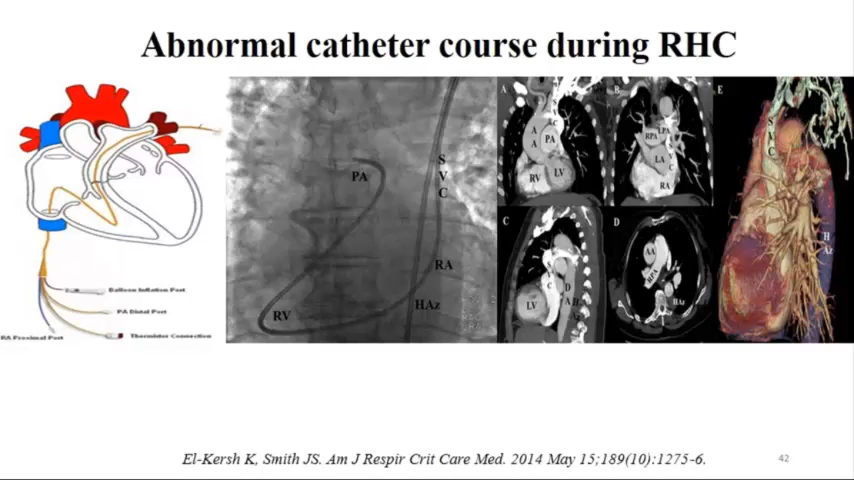 Abnormal catheter course during RHC
Balloon Inflation Port
PA Distal Port
RA Proximal Port
Thermistor Connection
PA
S
V
C
RA
HAz
RV
A
A
A
PA
RV
LV
B
RPA
LPA
LA
RA
C
C
LV
D
A
D
AA
RPA
HAz
E
S
V
C
H
Az
El-Kersh K, Smith JS. Am J Respir Crit Care Med. 2014 May 15;189(10):1275-6.
42